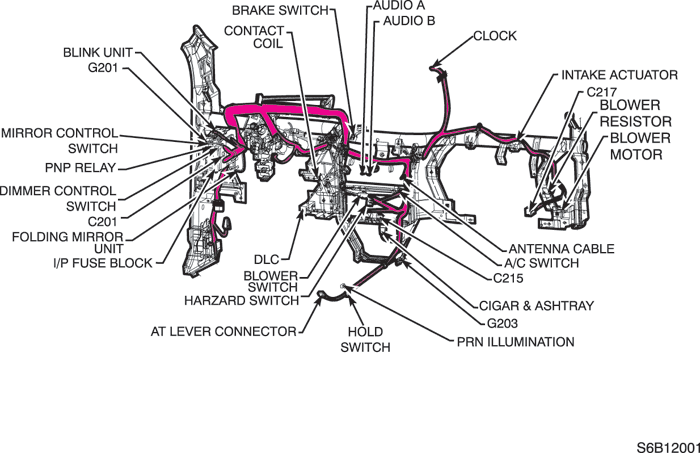 BRAKE SWITCH
AUDIO A
AUDIO B
CONTACT
COIL
CLOCK
BLINK UNIT
G201
INTAKE ACTUATOR
C217
BLOWER
RESISTOR
BLOWER
MOTOR
MIRROR CONTROL
SWITCH
PNP RELAY
DIMMER CONTROL
SWITCH
C201
FOLDING MIRROR
UNIT
I/P FUSE BLOCK
DLC
BLOWER
SWITCH
HARZARD SWITCH
ANTENNA CABLE
A/C SWITCH
C215
CIGAR & ASHTRAY
G203
AT LEVER CONNECTOR
HOLD
SWITCH
PRN ILLUMINATION
S6B12001